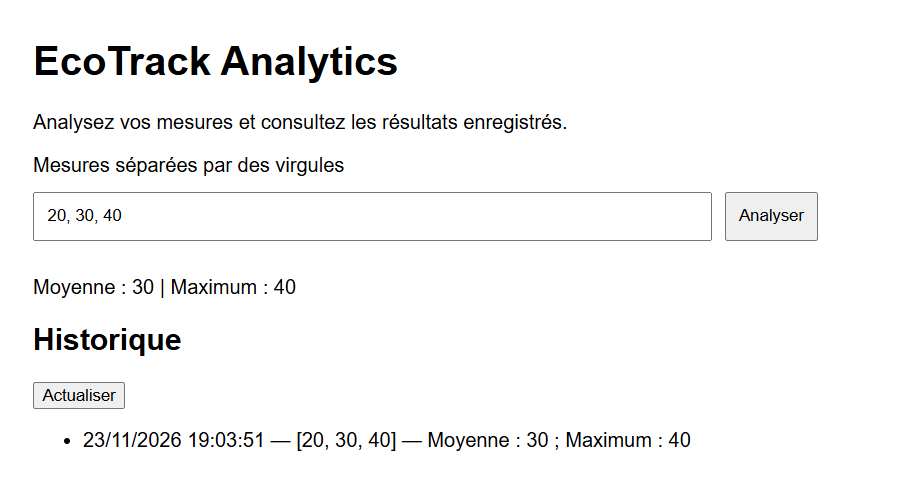 EcoTrack Analytics
Analysez vos mesures et consultez les résultats enregistrés.
Mesures séparées par des virgules
20, 30, 40
Analyser
Moyenne : 30 | Maximum : 40
Historique
Actualiser
• 23/11/2026 19:03:51 — [20, 30, 40] — Moyenne : 30 ; Maximum : 40